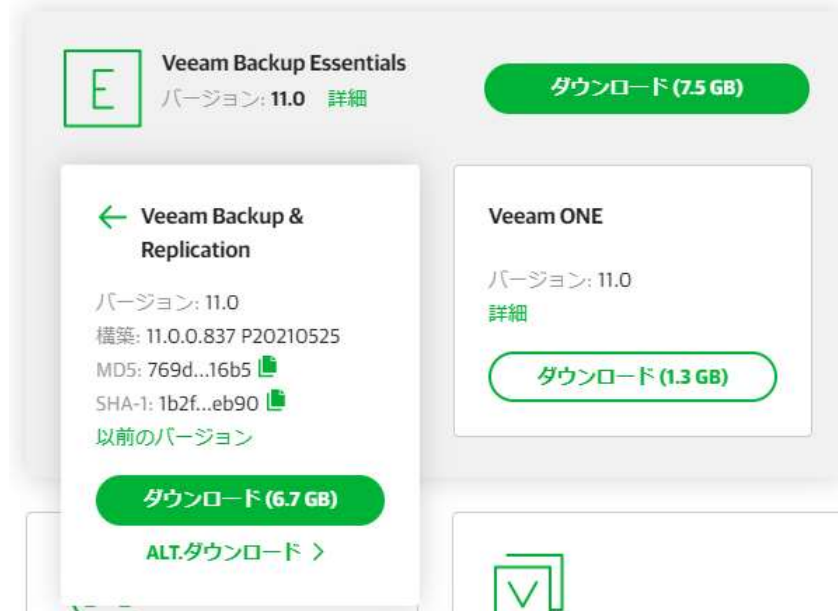 E
Veeam Backup Essentials
バージョン: 11.0 詳細
ダウンロード (7.5 GB)
← Veeam Backup &
Replication
バージョン: 11.0
構築: 11.0.0.837 P20210525
MD5: 769d...16b5
SHA-1: 1b2f...eb90
以前のバージョン
ダウンロード (6.7 GB)
ALT.ダウンロード >
Veeam ONE
バージョン: 11.0
詳細
ダウンロード (1.3 GB)
V